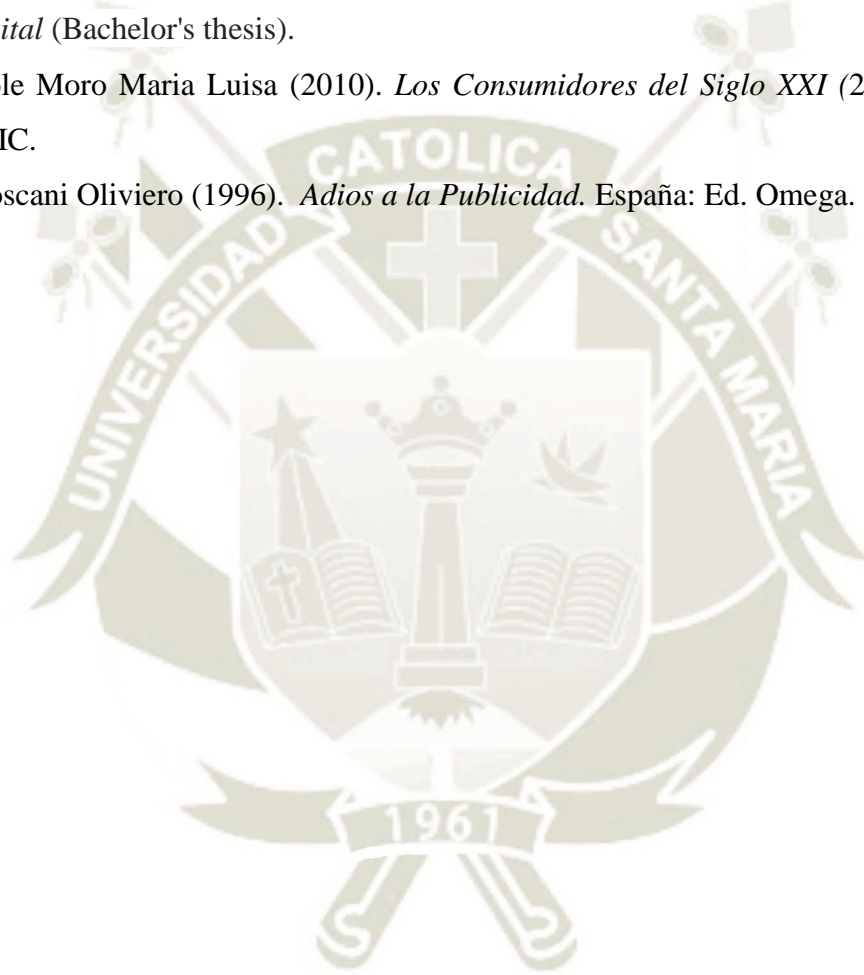 ital (Bachelor's thesis).
le Moro Maria Luisa (2010). Los Consumidores del Siglo XXI (2
IC.
oscani Oliviero (1996).  Adios a la Publicidad. España: Ed. Omega.
UNIVERSIDAD CATOLICA SANTA MARIA
1961